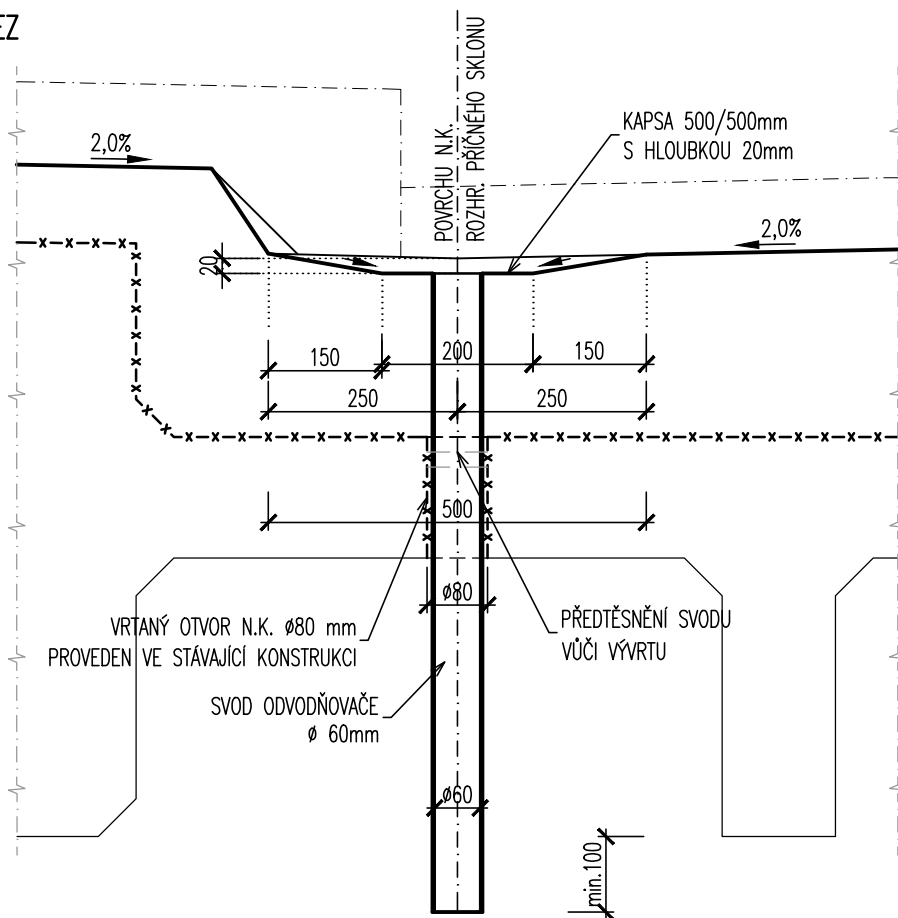 EZ
POVRCHU N.K.
ROZHR. PŘÍČNÉHO SKLONU
KAPSA 500/500mm
S HLOUBKOU 20mm
2,0%
2,0%
20
150
200
150
250
250
500
ø80
VRTANÝ OTVOR N.K. ø80 mm
PROVEDEN VE STÁVAJÍCÍ KONSTRUKCI
PŘEDTĚSNĚNÍ SVODU
VŮČI VÝVRTU
SVOD ODVODŇOVAČE
ø 60mm
ø60
min.100